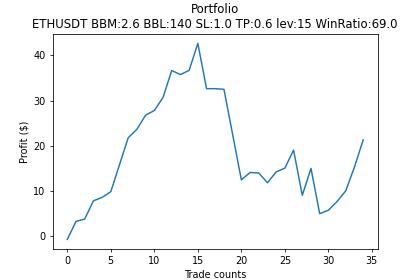 Portfolio
ETHUSDT BBM:2.6 BBL:140 SL:1.0 TP:0.6 lev:15 WinRatio:69.0
40
30
20
10
0
Profit ($)
0 5 10 15 20 25 30 35
Trade counts